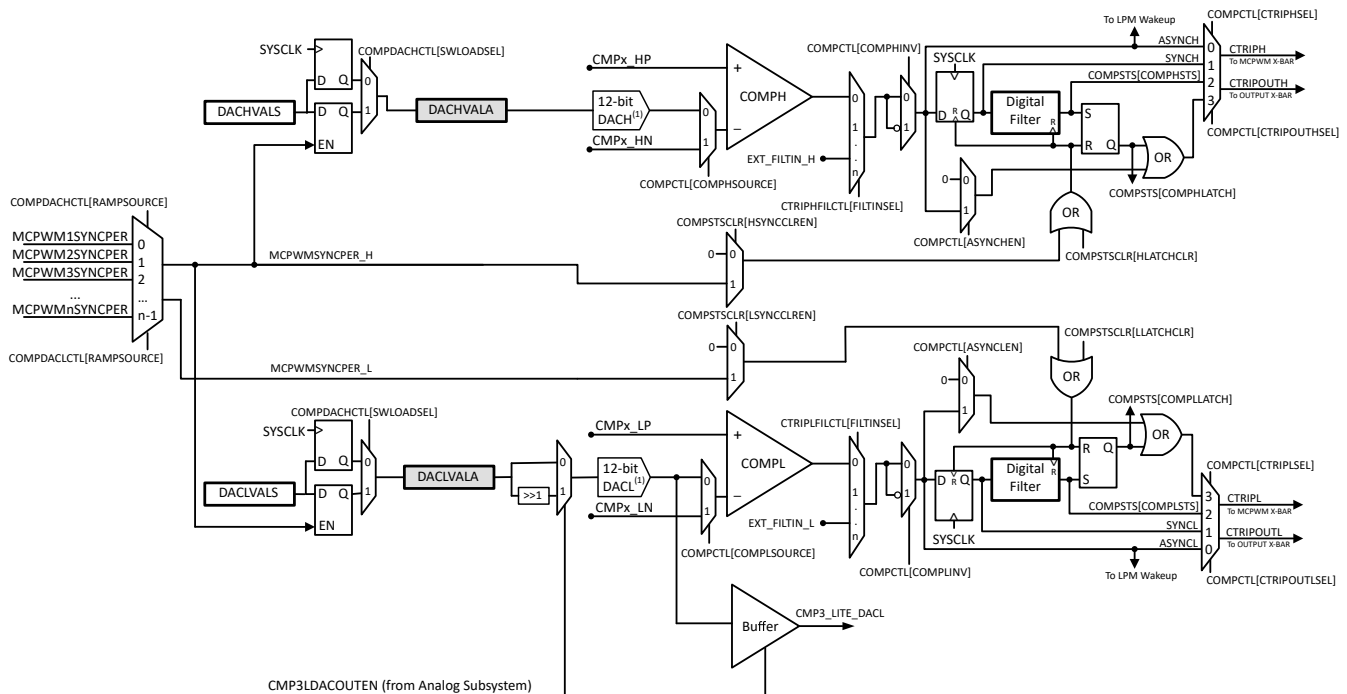 To LPM Wakeup
COMPCTL[CTRIPHSEL]
SYSCLK
D Q
DACHVALS
D Q
EN
COMPDACHCTL[SWLOADSEL]
0
1
DACHVALA
CMPx_HP
12-bit
DACH(1)
CMPx_HN
0
1
COMPCTL[COMPHSOURCE]
+
COMPH
–
EXT_FILTIN_H
0
1
.
.
n
CTRIPHFILCTL[FILTINSEL]
COMPCTL[COMPHINV]
0
1
SYSCLK
D R Q
Digital
Filter
R
S
R Q
ASYNCH
SYNCH
COMPSTS[COMPHSTS]
0
1
2
3
CTRIPH
To MCPWM X-BAR
CTRIPOUTH
To OUTPUT X-BAR
COMPCTL[CTRIPOUTHSEL]
OR
COMPSTS[COMPHLATCH]
0 0
1
COMPCTL[ASYNCHEN]
OR
COMPSTSCLR[HLATCHCLR]
COMPSTSCLR[HSYNCCLREN]
0 0
1
COMPDACHCTL[RAMPSOURCE]
MCPWM1SYNCPER
MCPWM2SYNCPER
MCPWM3SYNCPER
...
MCPWMnSYNCPER
0
1
2
...
n-1
COMPDACLCTL[RAMPSOURCE]
MCPWMSYNCPER_H
MCPWMSYNCPER_L
COMPSTSCLR[LSYNCCLREN]
0 0
1
COMPSTSCLR[LLATCHCLR]
OR
COMPCTL[ASYNCLEN]
0 0
1
COMPSTS[COMPLLATCH]
OR
COMPDACHCTL[SWLOADSEL]
SYSCLK
D Q
DACLVALS
D Q
EN
0
1
DACLVALA
>>1
0
1
CMPx_LP
12-bit
DACL(1)
CMPx_LN
0
1
COMPCTL[COMPLSOURCE]
+
COMPL
–
CTRIPLFILCTL[FILTINSEL]
0
1
.
.
n
EXT_FILTIN_L
0
1
COMPCTL[COMPLINV]
D R Q
SYSCLK
Digital
Filter
R
R Q
S
COMPSTS[COMPLSTS]
SYNCL
ASYNCL
To LPM Wakeup
COMPCTL[CTRIPLSEL]
3
2
1
0
CTRIPL
To MCPWM X-BAR
CTRIPOUTL
To OUTPUT X-BAR
COMPCTL[CTRIPOUTLSEL]
Buffer
CMP3_LITE_DACL
CMP3LDACOUTEN (from Analog Subsystem)